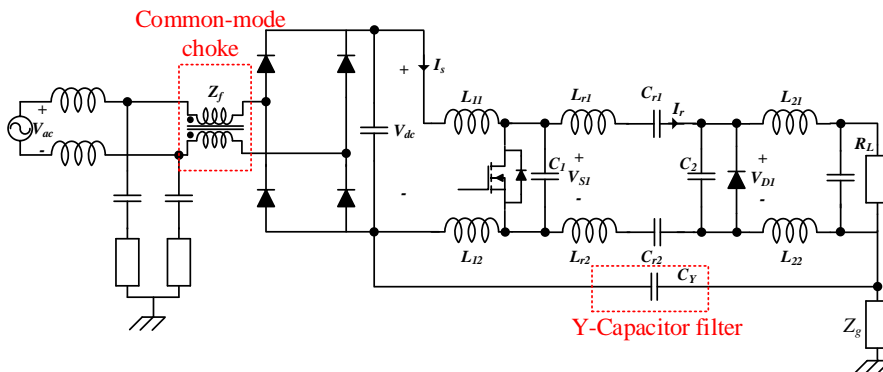 Common-mode
choke
Z_f
+
V_ac
-
+
V_dc
-
I_s
L_11
L_12
C_1
+
V_S1
-
L_r1
L_r2
C_r1
C_r2
I_r
C_2
+
V_D1
-
L_21
L_22
R_L
C_Y
Y-Capacitor filter
Z_g